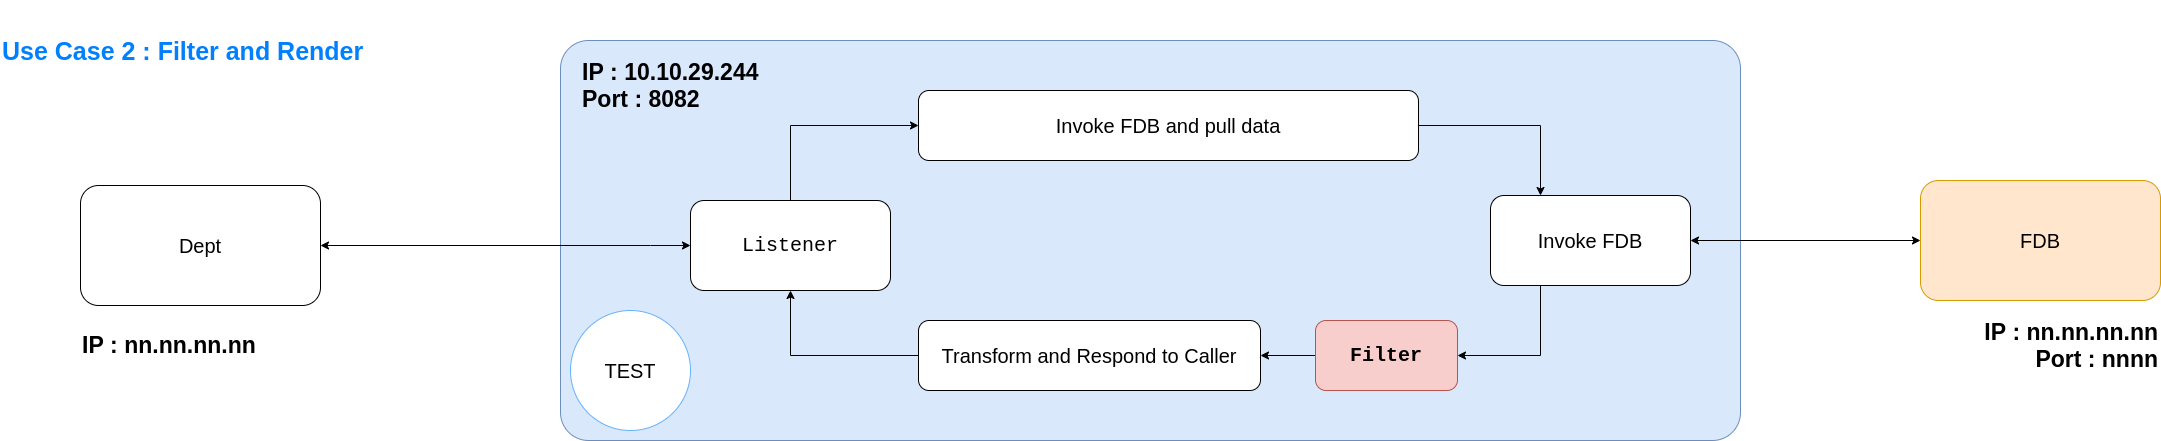 Use Case 2 : Filter and Render
IP : 10.10.29.244
Port : 8082
Invoke FDB and pull data
Dept
Listener
Invoke FDB
FDB
IP : nn.nn.nn.nn
TEST
Transform and Respond to Caller
Filter
IP : nn.nn.nn.nn
Port : nnnn